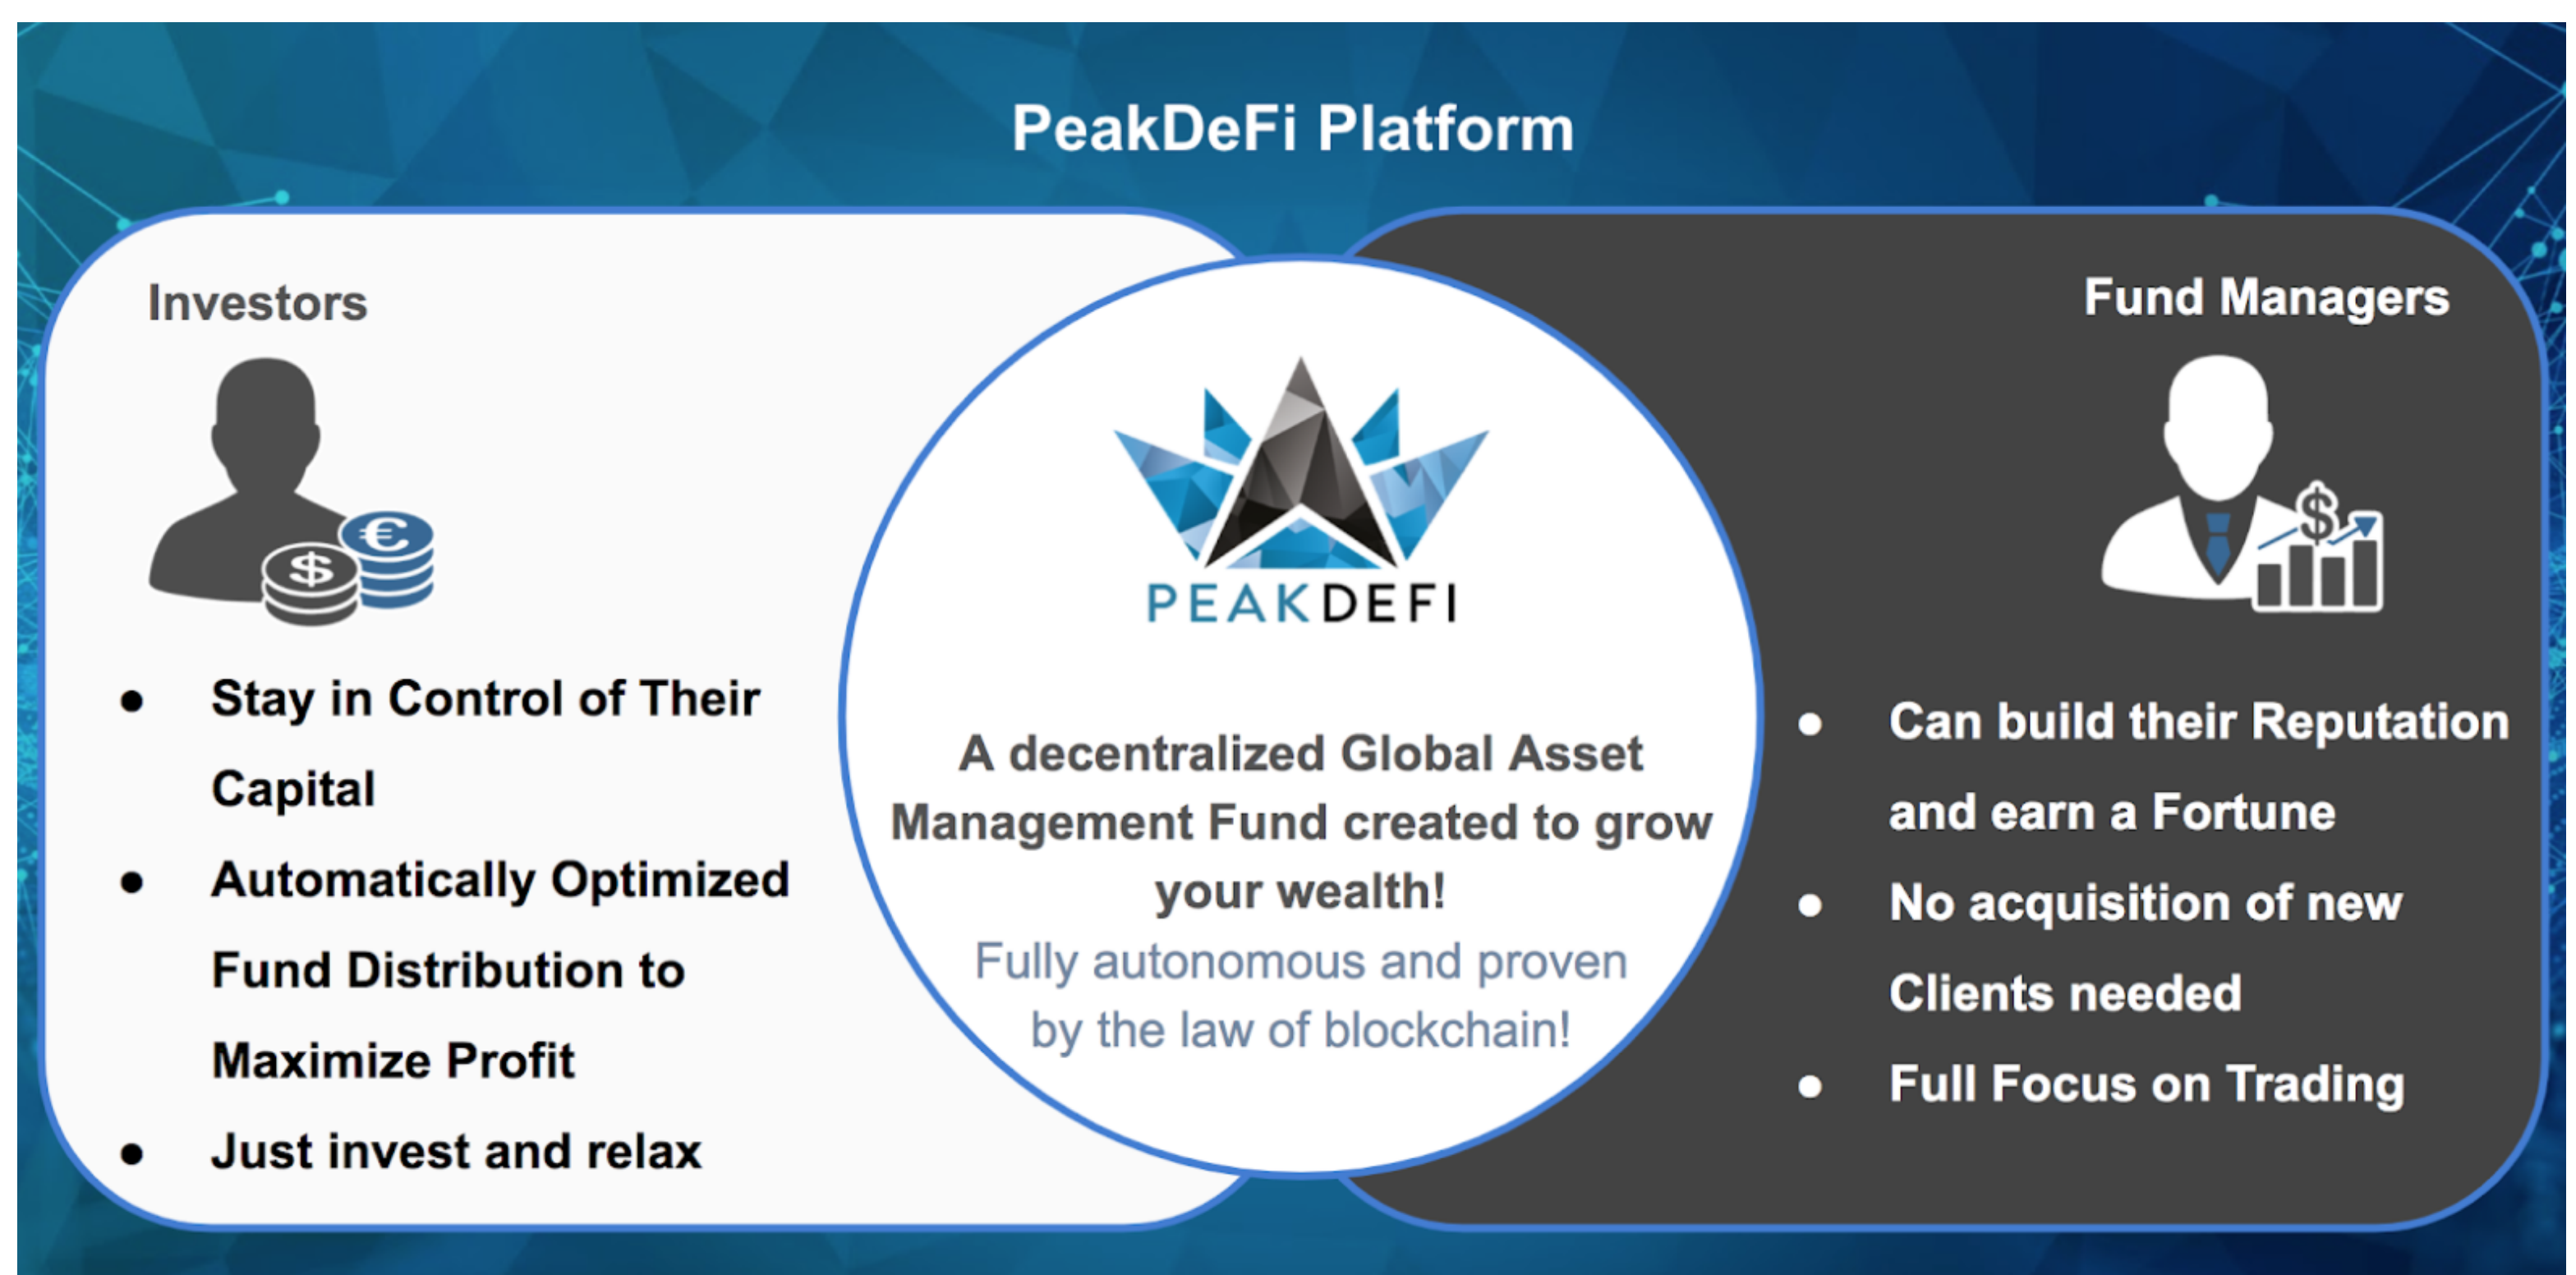 PeakDeFi Platform
Investors
$
€
● Stay in Control of Their
Capital
● Automatically Optimized
Fund Distribution to
Maximize Profit
● Just invest and relax
PEAKDEFI
A decentralized Global Asset
Management Fund created to grow
your wealth!
Fully autonomous and proven
by the law of blockchain!
Fund Managers
$
● Can build their Reputation
and earn a Fortune
● No acquisition of new
Clients needed
● Full Focus on Trading